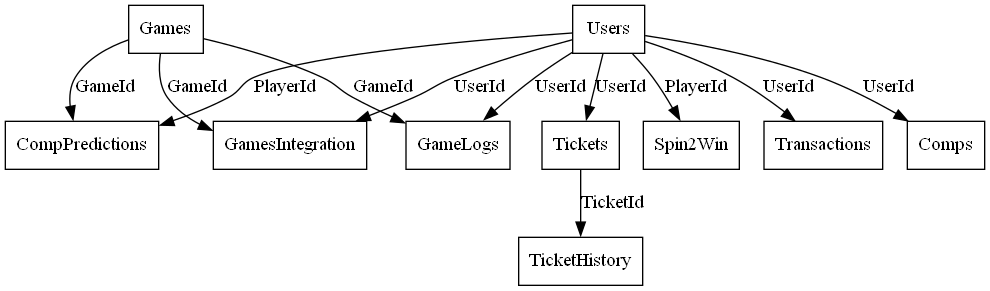 Games
Users
GameId
GameId
PlayerId
GameId
UserId
UserId
UserId
PlayerId
UserId
UserId
CompPredictions
GamesIntegration
GameLogs
Tickets
Spin2Win
Transactions
Comps
TicketId
TicketHistory